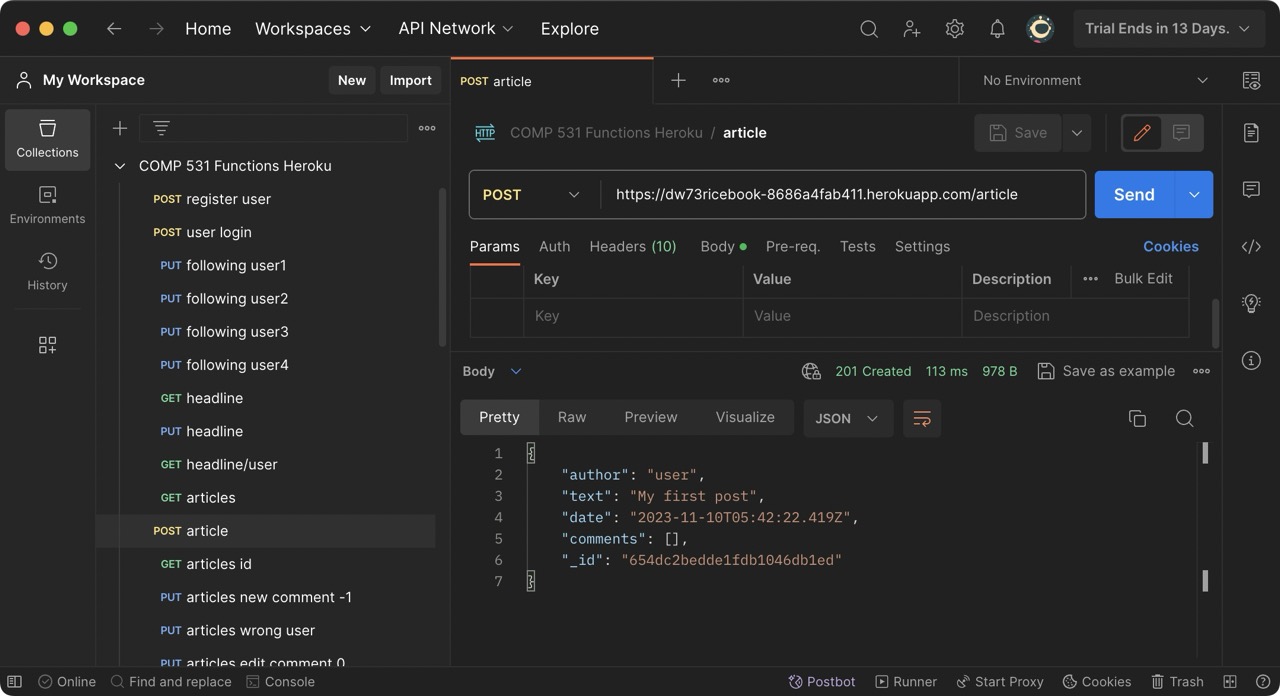 Home Workspaces API Network Explore Trial Ends in 13 Days.
My Workspace New Import
POST article
No Environment
Collections
Environments
History
COMP 531 Functions Heroku
POST register user
POST user login
PUT following user1
PUT following user2
PUT following user3
PUT following user4
GET headline
PUT headline
GET headline/user
GET articles
POST article
GET articles id
PUT articles new comment -1
PUT articles wrong user
PUT articles edit comment 0
HTTP COMP 531 Functions Heroku / article Save
POST https://dw73ricebook-8686a4fab411.herokuapp.com/article Send
Params Auth Headers (10) Body Pre-req. Tests Settings Cookies
Key Value Description Bulk Edit
Key Value Description
Body 201 Created 113 ms 978 B Save as example
Pretty Raw Preview Visualize JSON
1 {
2 "author": "user",
3 "text": "My first post",
4 "date": "2023-11-10T05:42:22.419Z",
5 "comments": [],
6 "_id": "654dc2bedde1fdb1046db1ed"
7 }
Online Find and replace Console Postbot Runner Start Proxy Cookies Trash